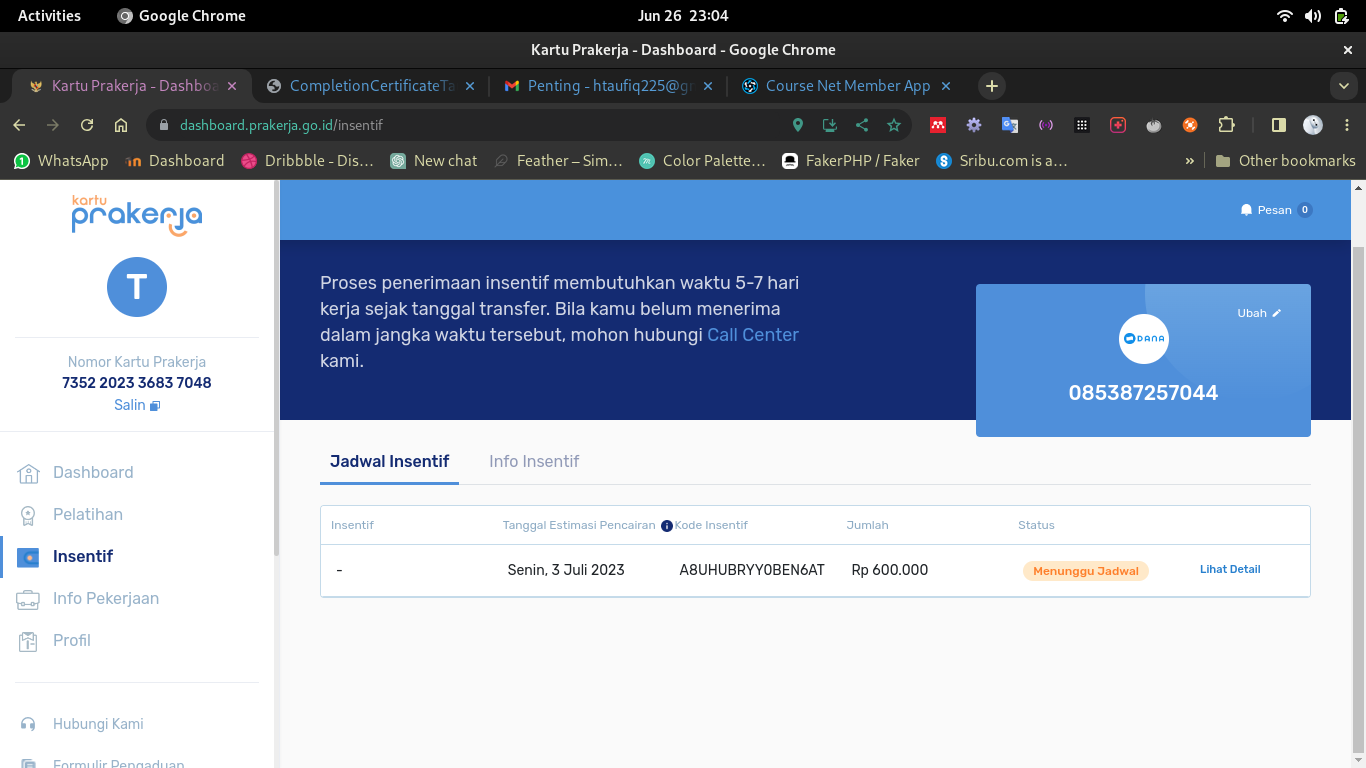 Activities
Google Chrome
Jun 26 23:04
Kartu Prakerja - Dashboard - Google Chrome
Kartu Prakerja - Dashboa
CompletionCertificateTa
Penting - htaufiq225@gr
Course Net Member App
dashboard.prakerja.go.id/insentif
WhatsApp
Dashboard
Dribbble - Dis…
New chat
Feather – Sim…
Color Palette…
FakerPHP / Faker
Sribu.com is a…
»
Other bookmarks
kartu
prakerja
T
Nomor Kartu Prakerja
7352 2023 3683 7048
Salin
Dashboard
Pelatihan
Insentif
Info Pekerjaan
Profil
Hubungi Kami
Formulir Pengaduan
Pesan 0
Proses penerimaan insentif membutuhkan waktu 5-7 hari
kerja sejak tanggal transfer. Bila kamu belum menerima
dalam jangka waktu tersebut, mohon hubungi Call Center
kami.
Ubah
DANA
085387257044
Jadwal Insentif
Info Insentif
Insentif
Tanggal Estimasi Pencairan
Kode Insentif
Jumlah
Status
-
Senin, 3 Juli 2023
A8UHUBRYY0BEN6AT
Rp 600.000
Menunggu Jadwal
Lihat Detail